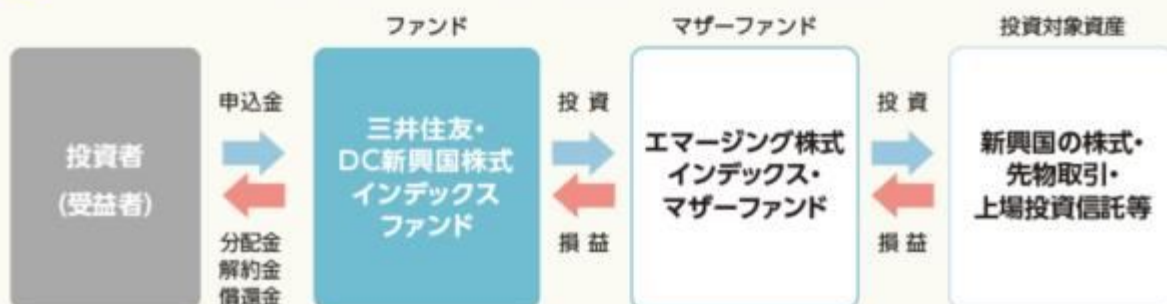 ファンド
マザーファンド
投資対象資産
投資者
(受益者)
申込金
分配金
解約金
償還金
三井住友・
DC新興国株式
インデックス
ファンド
投 資
損 益
エマージング株式
インデックス・
マザーファンド
投 資
損 益
新興国の株式・
先物取引・
上場投資信託等